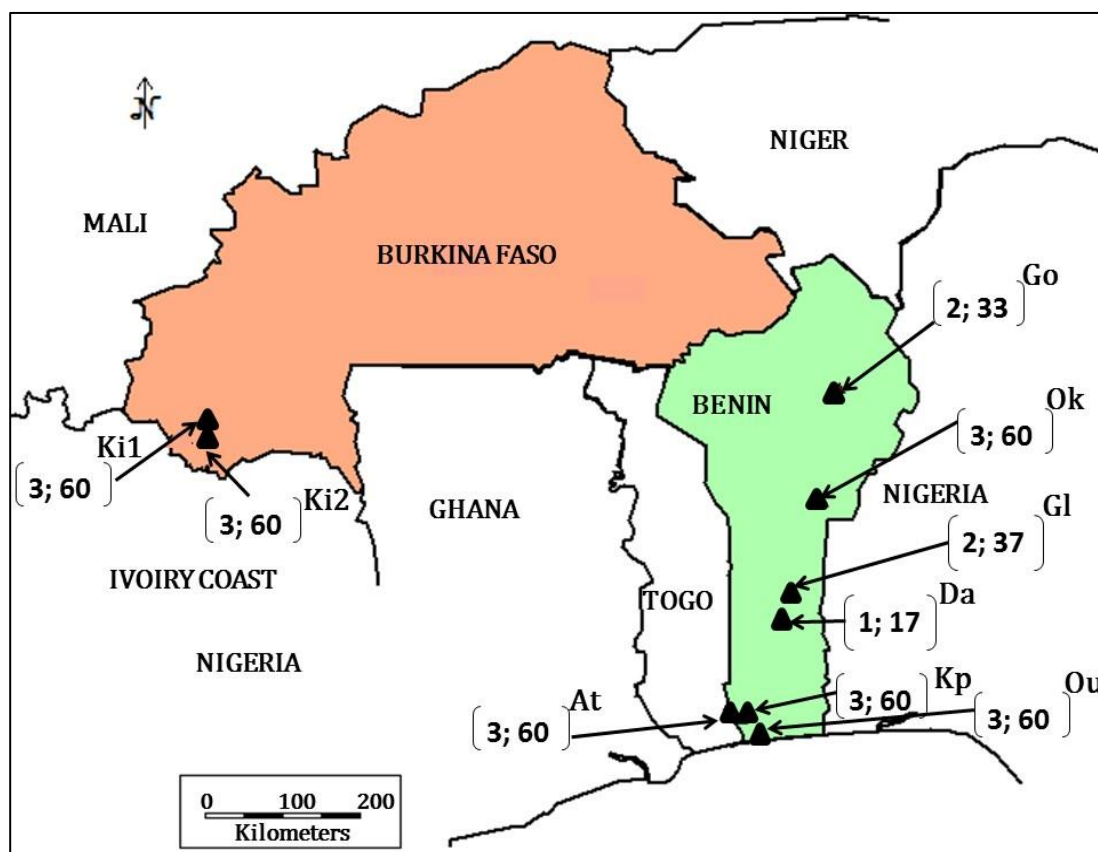 N
NIGER
MALI
BURKINA FASO
[2; 33] Go
BENIN
[3; 60] Ok
Ki1
[3; 60]
[3; 60] Ki2
GHANA
NIGERIA
[2; 37] Gl
IVOIRY COAST
TOGO
[1; 17] Da
NIGERIA
[3; 60] At
[3; 60] Kp
[3; 60] Ou
0 100 200
Kilometers